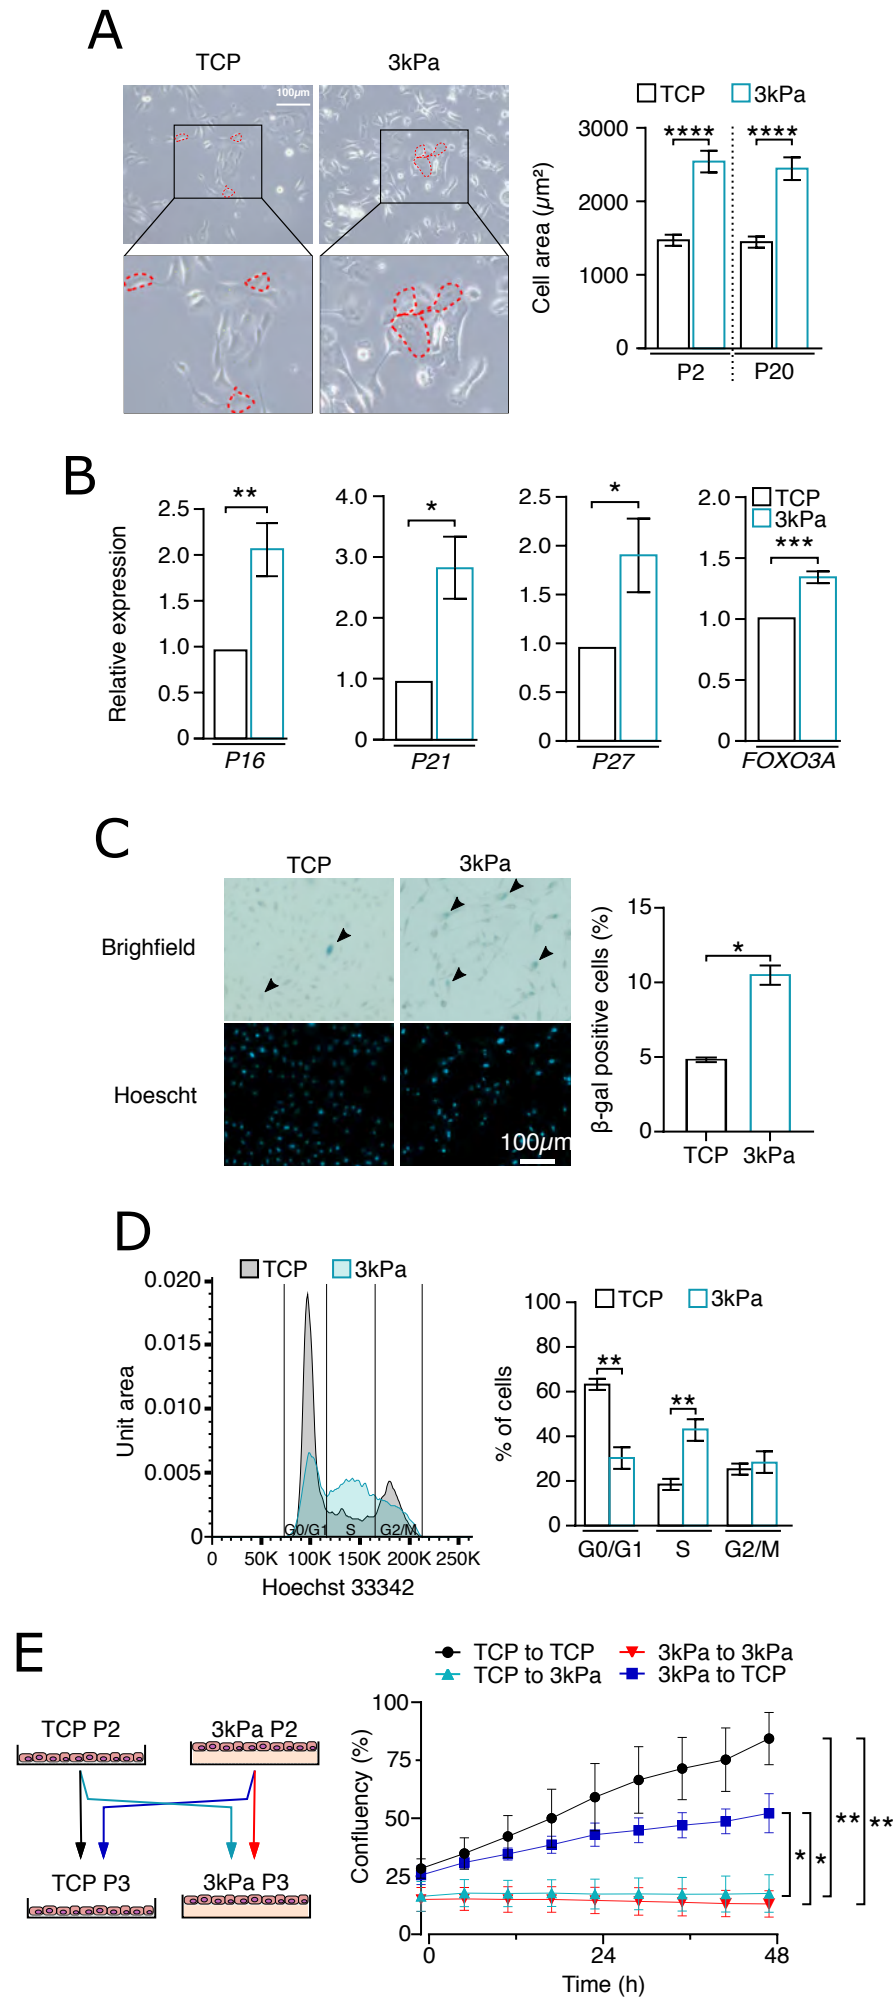 A
TCP 3kPa
100µm
TCP 3kPa
**** ****
3000
2000
1000
0
Cell area (µm²)
P2 P20
B
Relative expression
** 
2.5
2.0
1.5
1.0
0.5
0
P16
*
4.0
3.0
2.0
1.0
0
P21
*
2.5
2.0
1.5
1.0
0.5
0
P27
TCP
3kPa
***
2.0
1.5
1.0
0.5
0
FOXO3A
C
TCP 3kPa
Brighfield
Hoescht
100µm
β-gal positive cells (%)
15
10
5
0
*
TCP 3kPa
D
TCP 3kPa
0.020
0.015
0.010
0.005
0
Unit area
G0/G1 S G2/M
0 50K 100K 150K 200K 250K
Hoechst 33342
TCP 3kPa
100
80
60
40
20
0
% of cells
** **
G0/G1 S G2/M
E
TCP P2 3kPa P2
TCP P3 3kPa P3
TCP to TCP 3kPa to 3kPa
TCP to 3kPa 3kPa to TCP
100
75
50
25
0
Confluency (%)
* * ** **
0 24 48
Time (h)